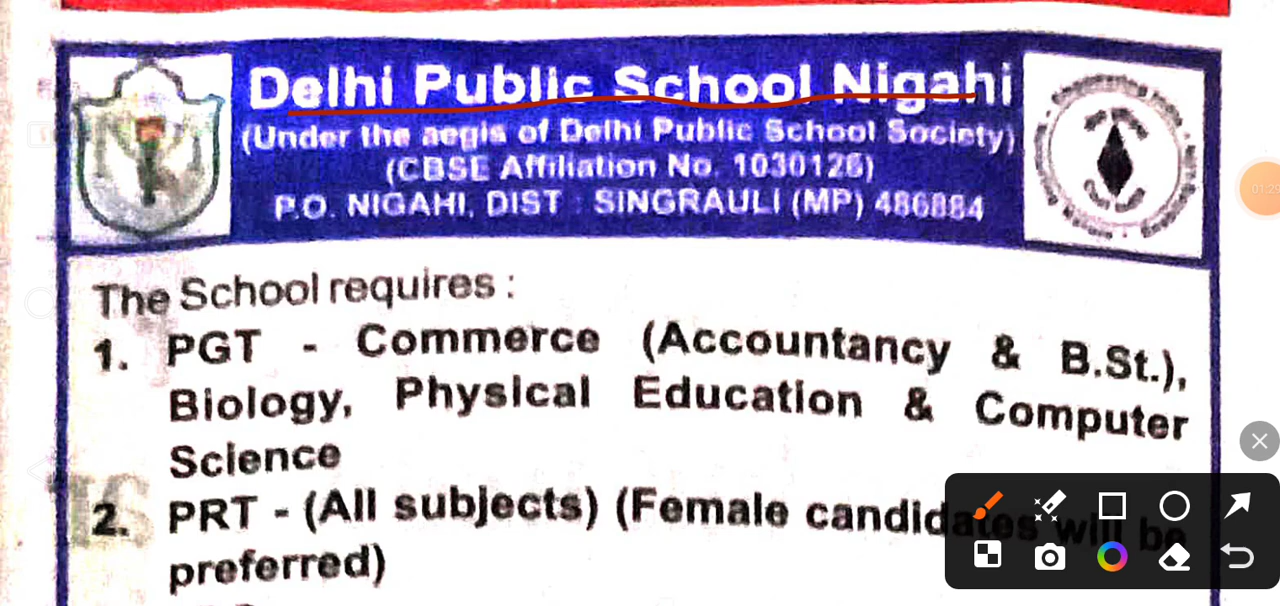 Delhi Public School Nigahi
(Under the aegis of Delhi Public School Society)
(CBSE Affiliation No. 1030126)
P.O. NIGAHI, DIST : SINGRAULI (MP) 486884
The School requires :
1. PGT - Commerce (Accountancy & B.St.),
Biology, Physical Education & Computer
Science
2. PRT - (All subjects) (Female candidates will be
preferred)
01:29